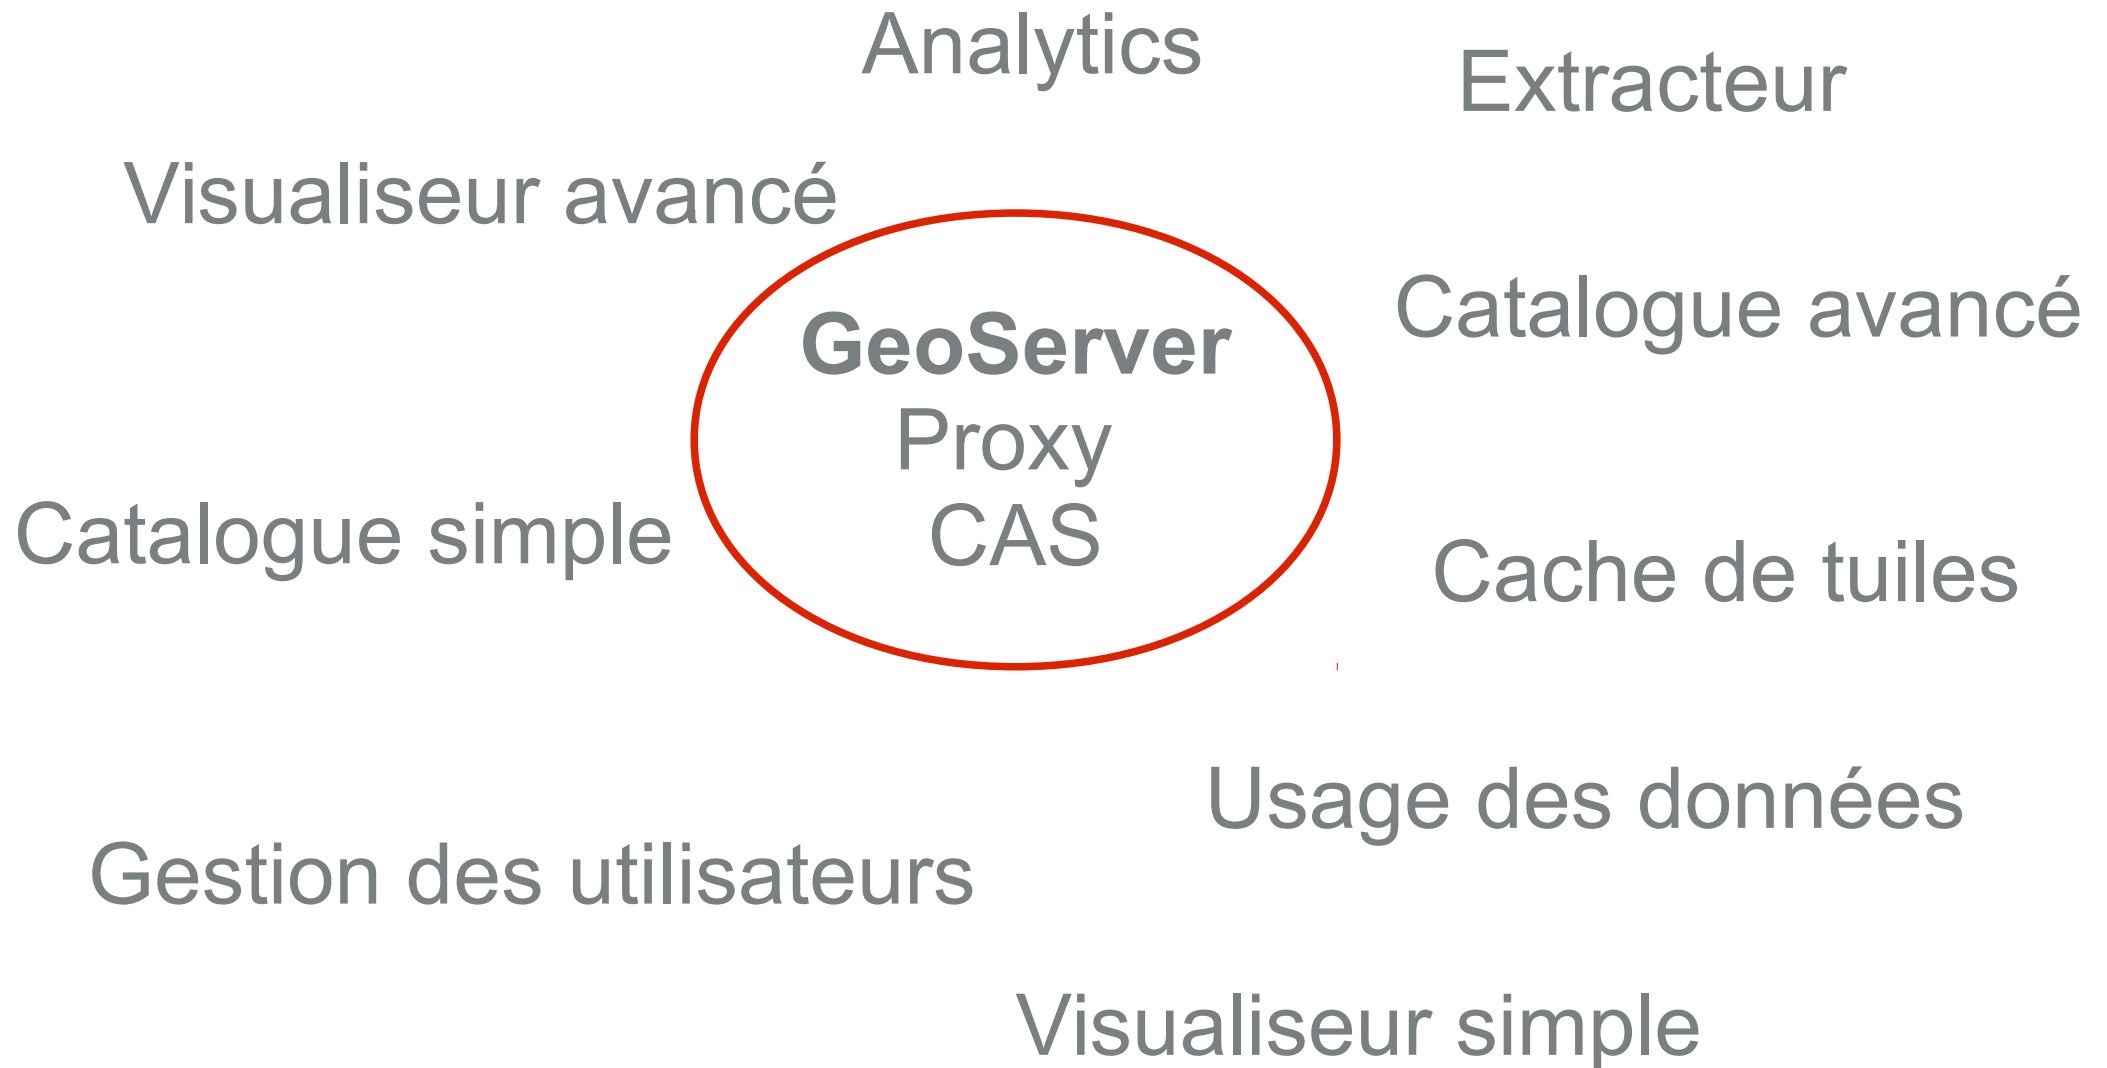 Analytics
Extracteur
Visualiseur avancé
Catalogue avancé
GeoServer
Proxy
CAS
Catalogue simple
Cache de tuiles
Usage des données
Gestion des utilisateurs
Visualiseur simple